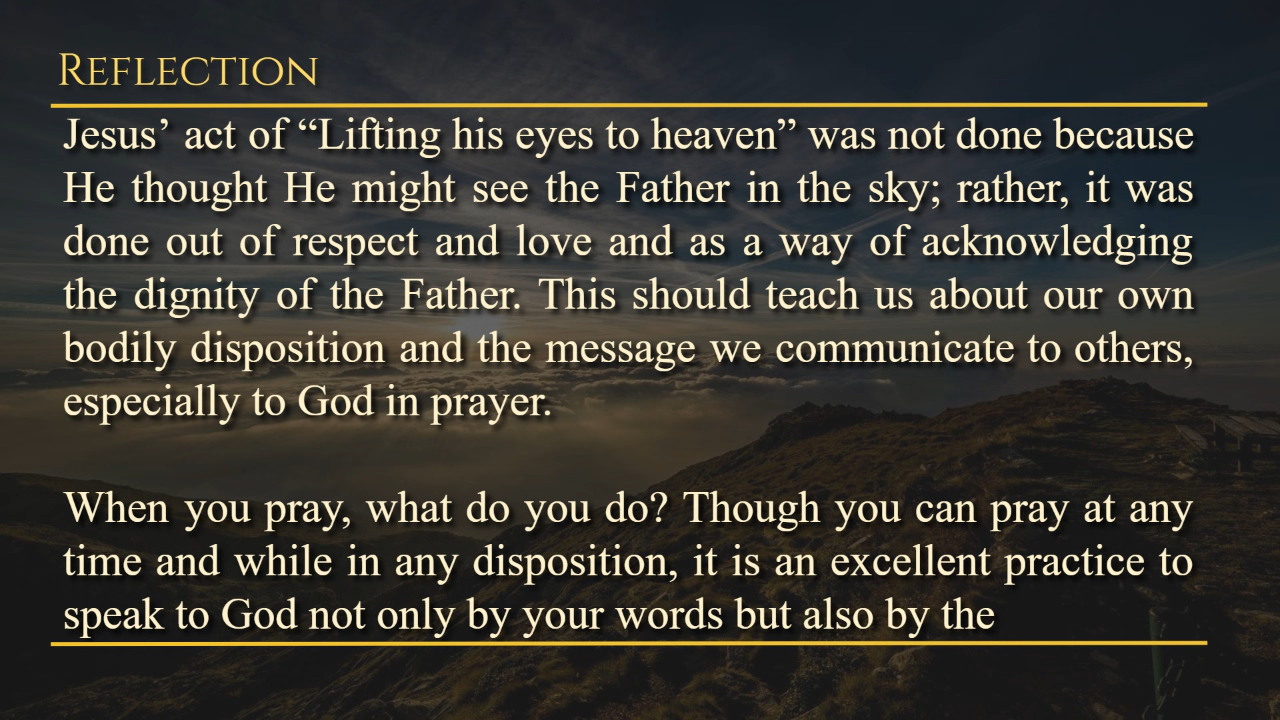 Reflection
Jesus’ act of “Lifting his eyes to heaven” was not done because
He thought He might see the Father in the sky; rather, it was
done out of respect and love and as a way of acknowledging
the dignity of the Father. This should teach us about our own
bodily disposition and the message we communicate to others,
especially to God in prayer.
When you pray, what do you do? Though you can pray at any
time and while in any disposition, it is an excellent practice to
speak to God not only by your words but also by the